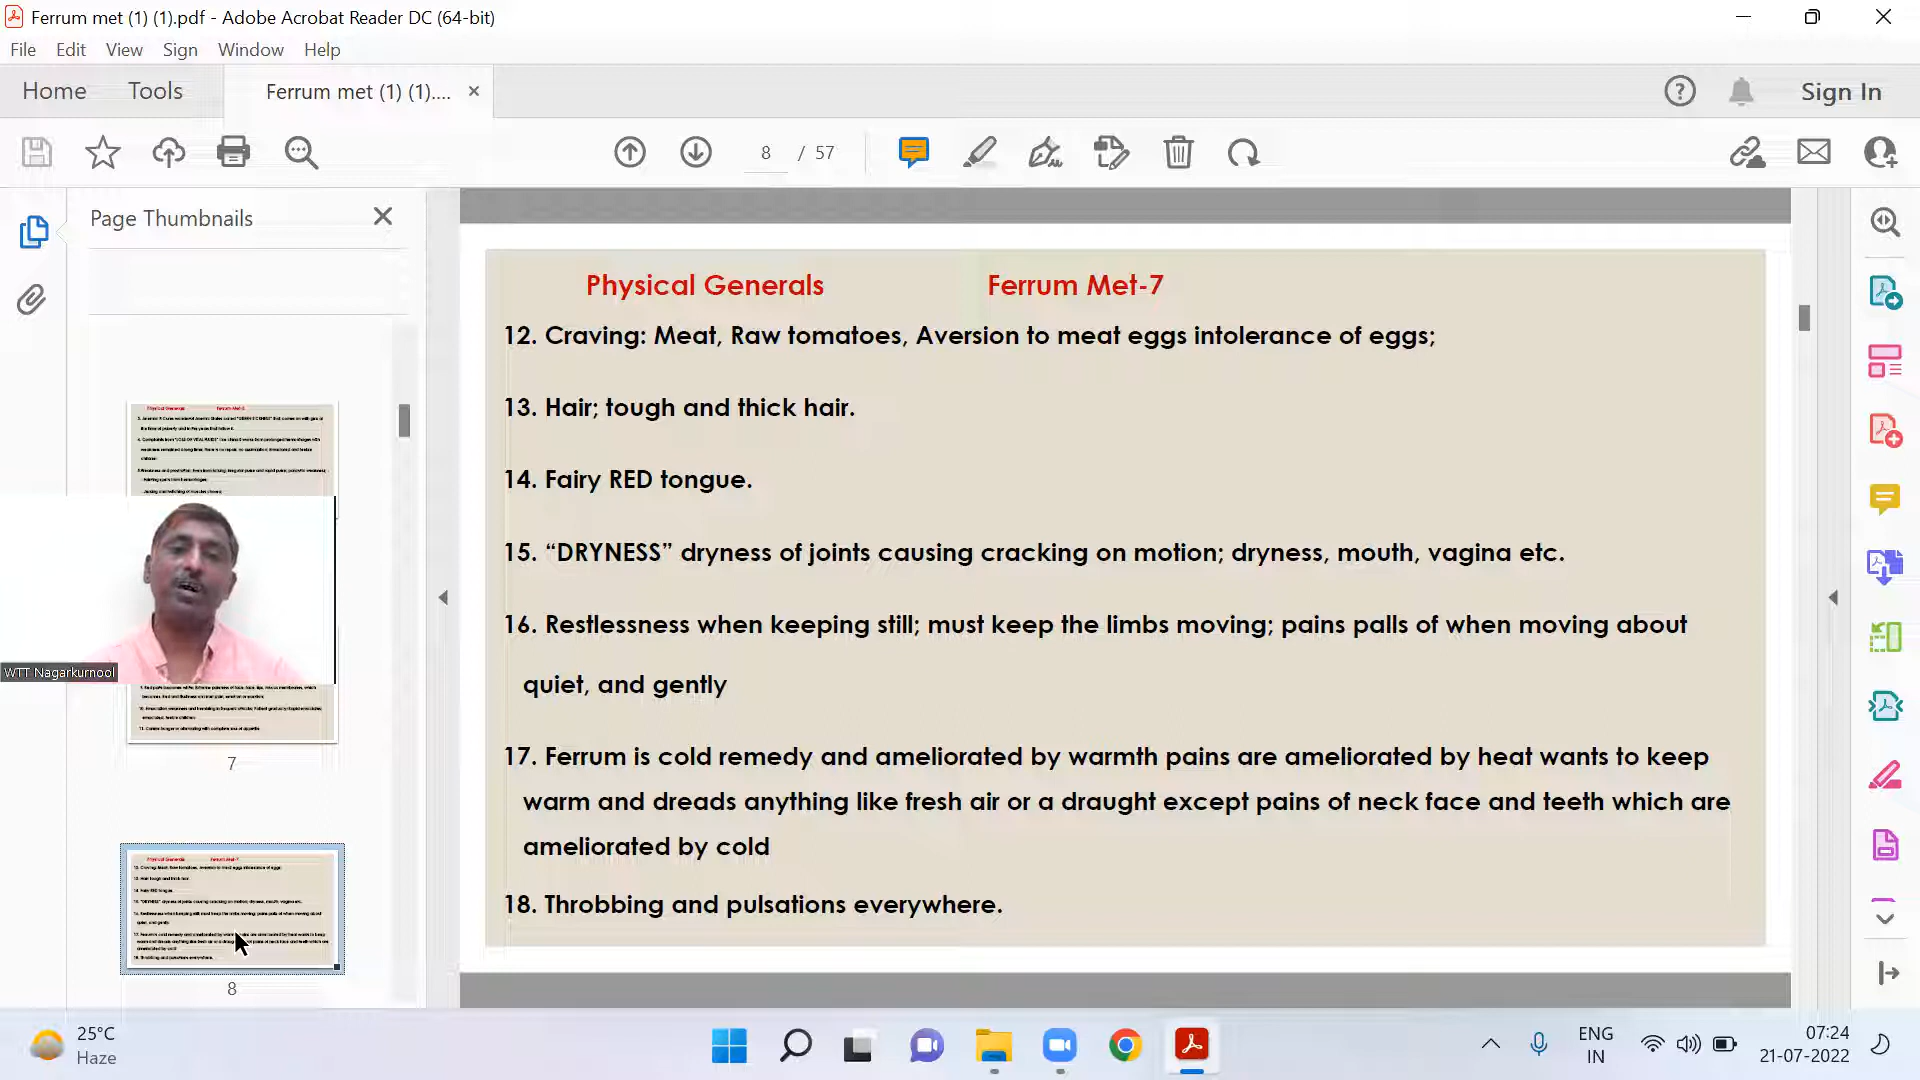 Ferrum met (1) (1).pdf - Adobe Acrobat Reader DC (64-bit)
File Edit View Sign Window Help
Home Tools Ferrum met (1) (1).... Sign In
8 / 57
Page Thumbnails
Physical Generals Ferrum Met-7
12. Craving: Meat, Raw tomatoes, Aversion to meat eggs intolerance of eggs;
13. Hair; tough and thick hair.
14. Fairy RED tongue.
15. “DRYNESS” dryness of joints causing cracking on motion; dryness, mouth, vagina etc.
16. Restlessness when keeping still; must keep the limbs moving; pains palls of when moving about
quiet, and gently
17. Ferrum is cold remedy and ameliorated by warmth pains are ameliorated by heat wants to keep
warm and dreads anything like fresh air or a draught except pains of neck face and teeth which are
ameliorated by cold
18. Throbbing and pulsations everywhere.
WTT Nagarkurnool
7
8
25°C
Haze
ENG
IN
07:24
21-07-2022